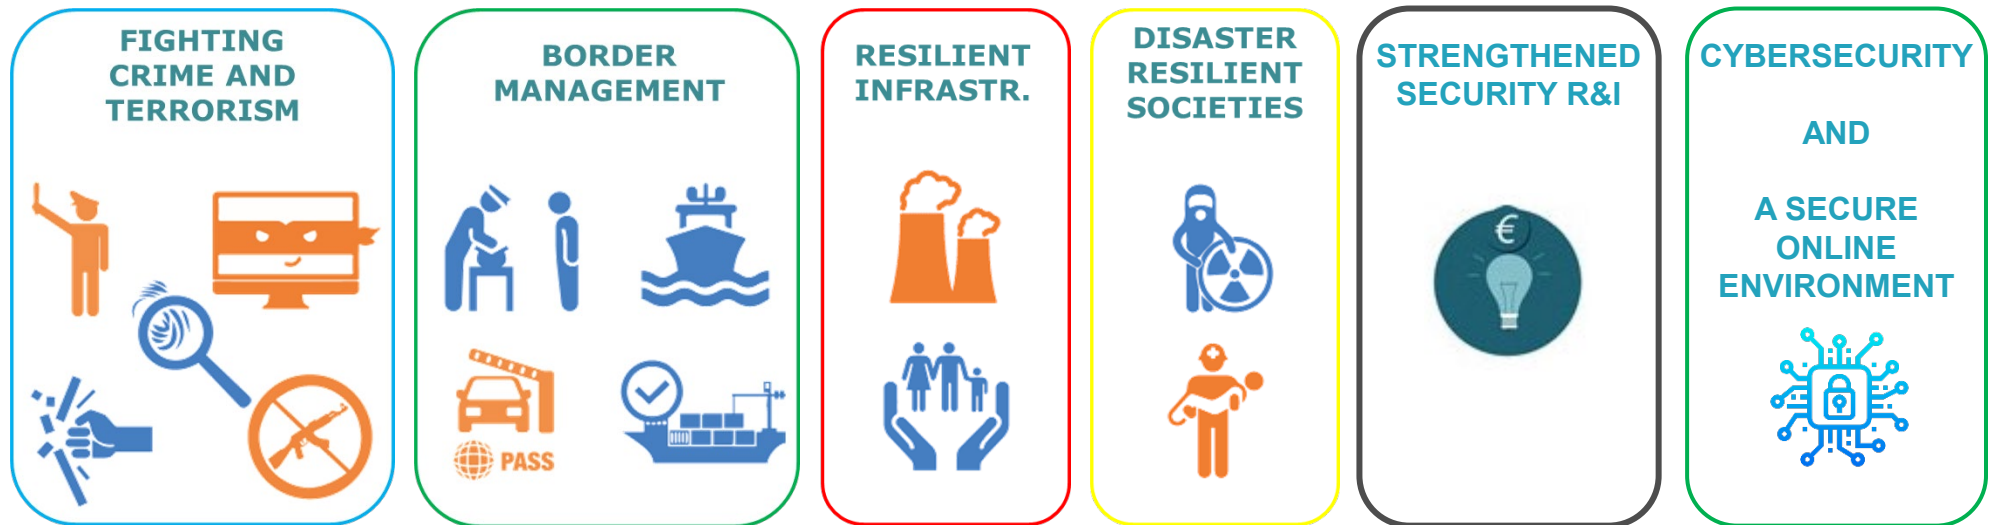 FIGHTING
CRIME AND
TERRORISM
BORDER
MANAGEMENT
PASS
RESILIENT
INFRASTR.
DISASTER
RESILIENT
SOCIETIES
STRENGTHENED
SECURITY R&I
€
CYBERSECURITY
AND
A SECURE
ONLINE
ENVIRONMENT